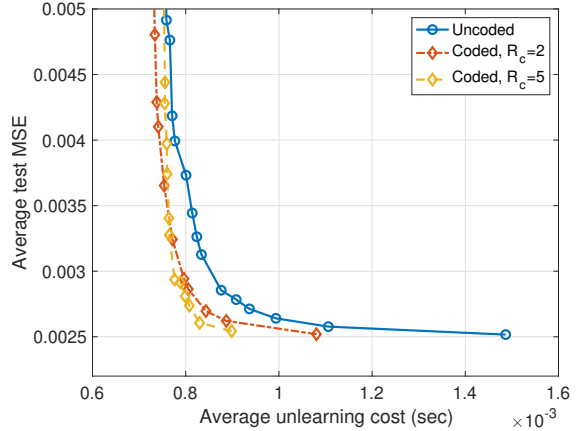 0.005
0.0045
0.004
0.0035
0.003
0.0025
Average test MSE
Uncoded
Coded, R_c=2
Coded, R_c=5
0.6 0.8 1 1.2 1.4 1.6
Average unlearning cost (sec)
×10⁻³